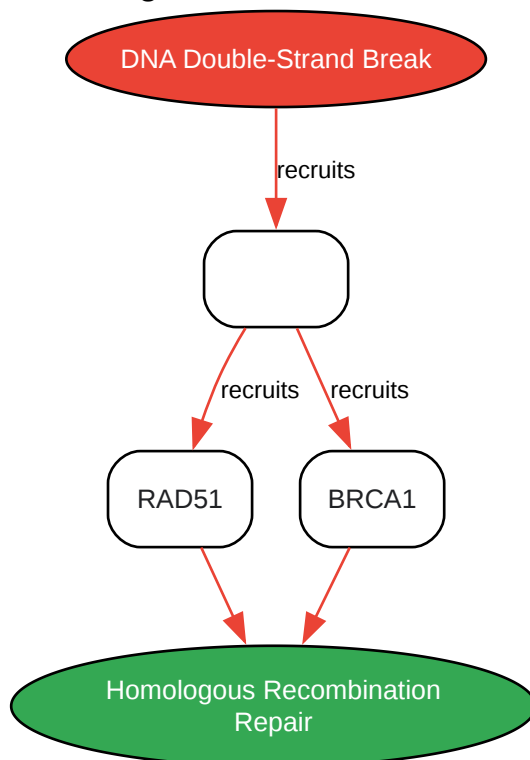 DNA Double-Strand Break
recruits
recruits
recruits
RAD51
BRCA1
Homologous Recombination
Repair